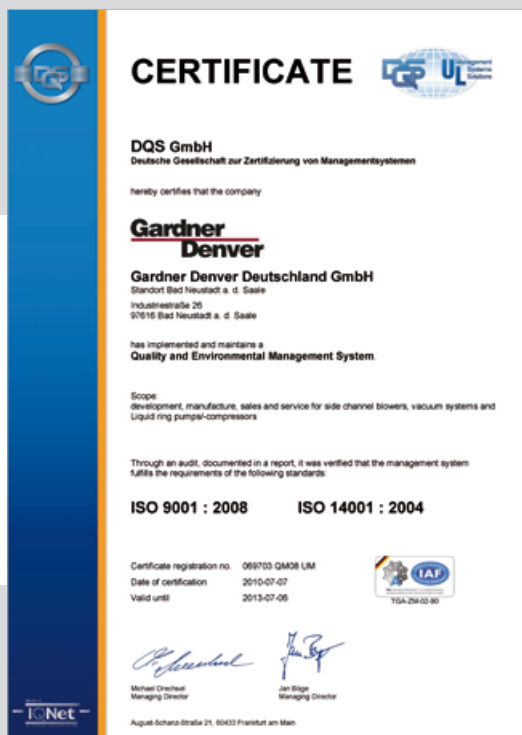 DQS
CERTIFICATE
DQS UL Management
Systems
Solutions
DQS GmbH
Deutsche Gesellschaft zur Zertifizierung von Managementsystemen
hereby certifies that the company
Gardner
Denver
Gardner Denver Deutschland GmbH
Standort Bad Neustadt a. d. Saale
Industriestraße 26
97616 Bad Neustadt a. d. Saale
has implemented and maintains a
Quality and Environmental Management System.
Scope:
development, manufacture, sales and service for side channel blowers, vacuum systems and
Liquid ring pumps/-compressors
Through an audit, documented in a report, it was verified that the management system
fulfills the requirements of the following standards:
ISO 9001 : 2008 ISO 14001 : 2004
Certificate registration no. 069703 QM08 UM
Date of certification 2010-07-07
Valid until 2013-07-06
IAF
TGA-ZM-02-90
Michael Drechsel
Managing Director
Jan Böge
Managing Director
IQNet
August-Schanz-Straße 21, 60433 Frankfurt am Main